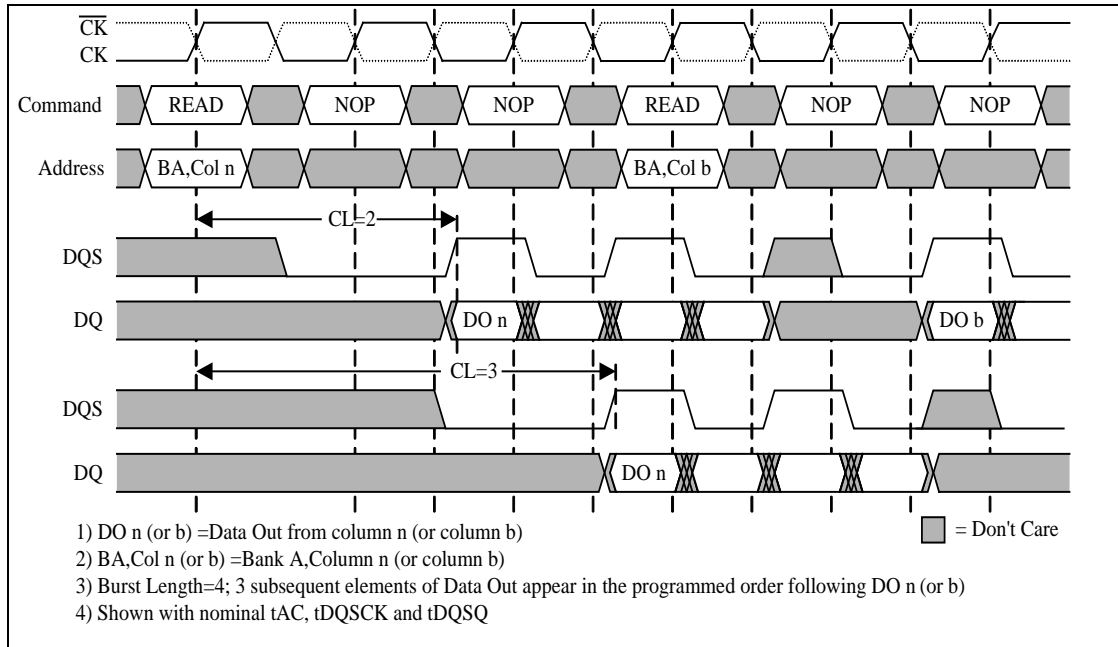 CK
CK
Command READ NOP NOP READ NOP NOP
Address BA,Col n BA,Col b
CL=2
DQS
DQ DO n DO b
CL=3
DQS
DQ DO n
1) DO n (or b) =Data Out from column n (or column b)
= Don't Care
2) BA,Col n (or b) =Bank A,Column n (or column b)
3) Burst Length=4; 3 subsequent elements of Data Out appear in the programmed order following DO n (or b)
4) Shown with nominal tAC, tDQSCK and tDQSQ